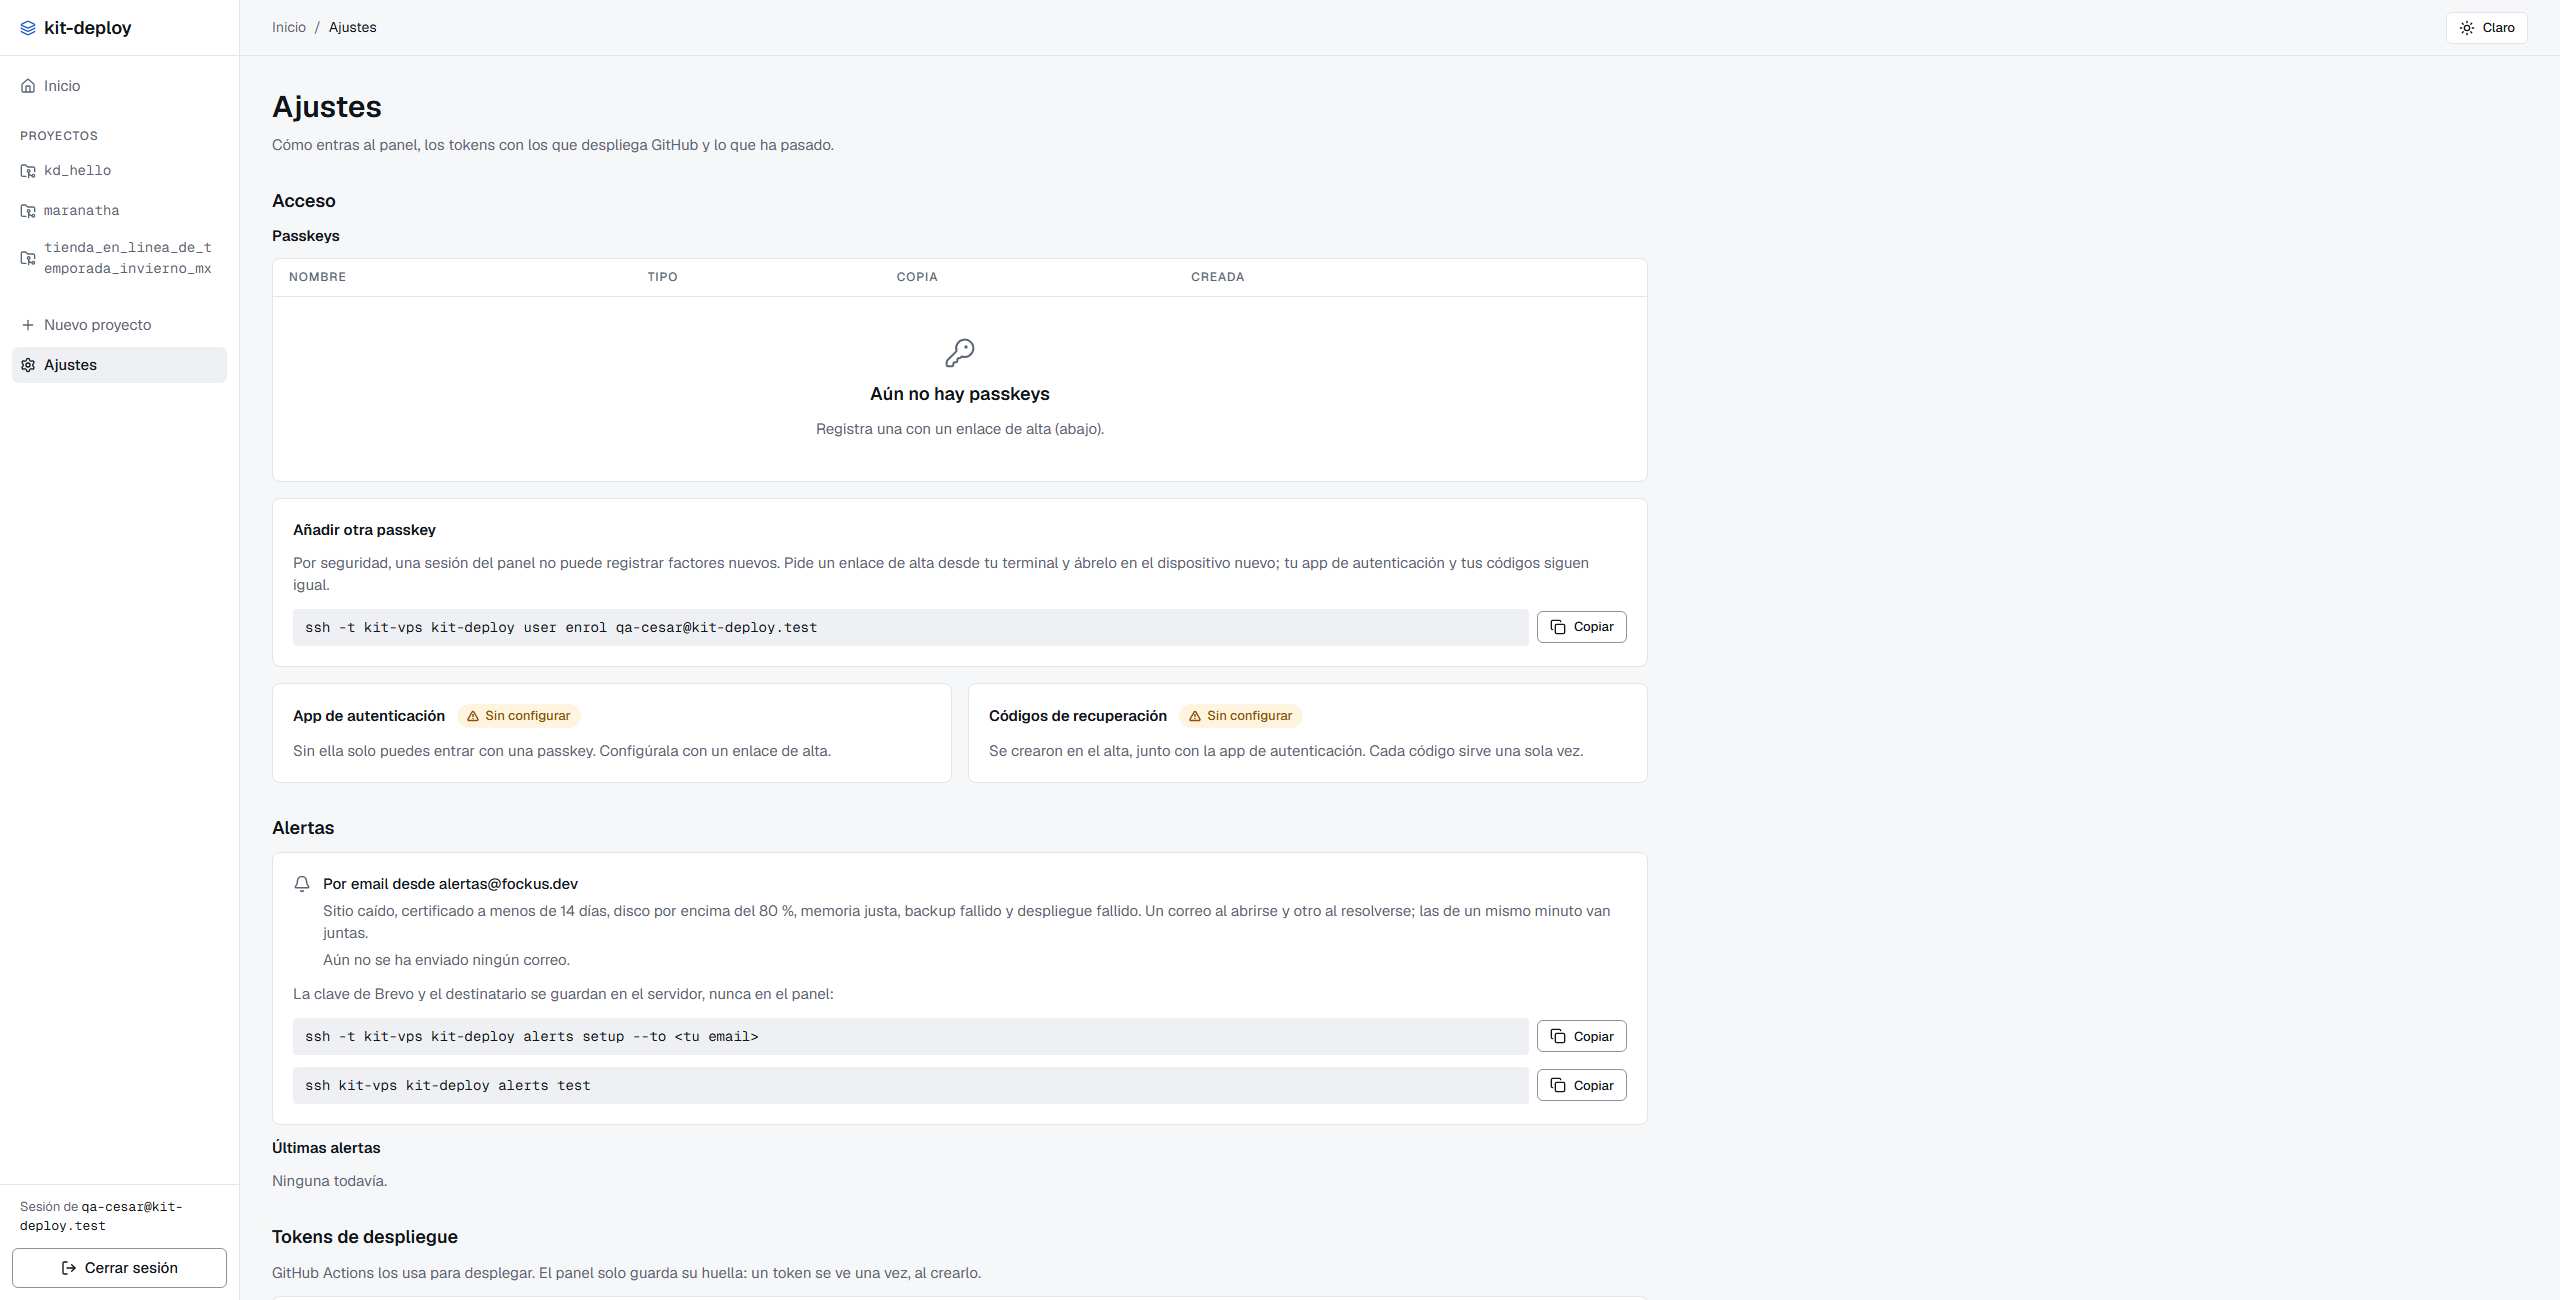 kit-deploy
Inicio / Ajustes
Claro
Inicio
PROYECTOS
kd_hello
maranatha
tienda_en_linea_de_t
emporada_invierno_mx
Nuevo proyecto
Ajustes
Sesión de qa-cesar@kit-
deploy.test
Cerrar sesión
Ajustes
Cómo entras al panel, los tokens con los que despliega GitHub y lo que ha pasado.
Acceso
Passkeys
NOMBRE TIPO COPIA CREADA
Aún no hay passkeys
Registra una con un enlace de alta (abajo).
Añadir otra passkey
Por seguridad, una sesión del panel no puede registrar factores nuevos. Pide un enlace de alta desde tu terminal y ábrelo en el dispositivo nuevo; tu app de autenticación y tus códigos siguen
igual.
ssh -t kit-vps kit-deploy user enrol qa-cesar@kit-deploy.test Copiar
App de autenticación Sin configurar
Sin ella solo puedes entrar con una passkey. Configúrala con un enlace de alta.
Códigos de recuperación Sin configurar
Se crearon en el alta, junto con la app de autenticación. Cada código sirve una sola vez.
Alertas
Por email desde alertas@fockus.dev
Sitio caído, certificado a menos de 14 días, disco por encima del 80 %, memoria justa, backup fallido y despliegue fallido. Un correo al abrirse y otro al resolverse; las de un mismo minuto van
juntas.
Aún no se ha enviado ningún correo.
La clave de Brevo y el destinatario se guardan en el servidor, nunca en el panel:
ssh -t kit-vps kit-deploy alerts setup --to <tu email> Copiar
ssh kit-vps kit-deploy alerts test Copiar
Últimas alertas
Ninguna todavía.
Tokens de despliegue
GitHub Actions los usa para desplegar. El panel solo guarda su huella: un token se ve una vez, al crearlo.